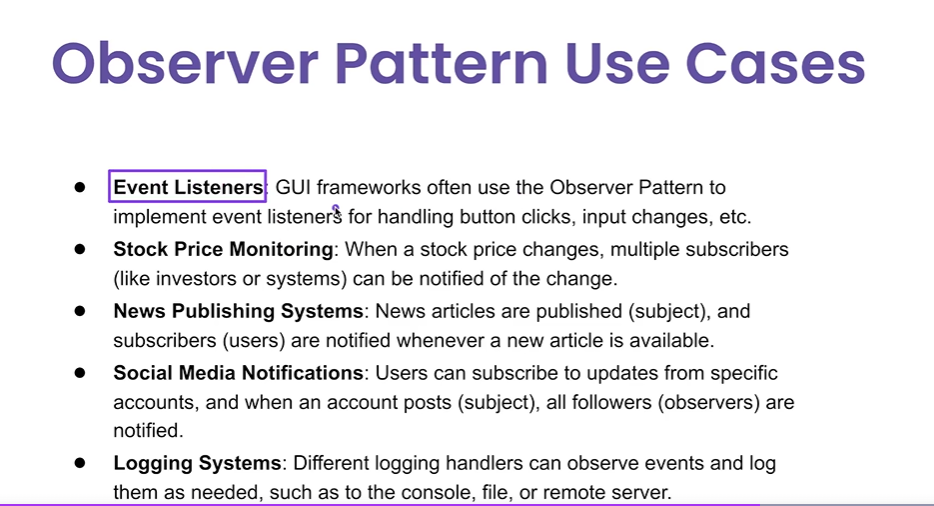 Observer Pattern Use Cases
● Event Listeners: GUI frameworks often use the Observer Pattern to
implement event listeners for handling button clicks, input changes, etc.
● Stock Price Monitoring: When a stock price changes, multiple subscribers
(like investors or systems) can be notified of the change.
● News Publishing Systems: News articles are published (subject), and
subscribers (users) are notified whenever a new article is available.
● Social Media Notifications: Users can subscribe to updates from specific
accounts, and when an account posts (subject), all followers (observers) are
notified.
● Logging Systems: Different logging handlers can observe events and log
them as needed, such as to the console, file, or remote server.